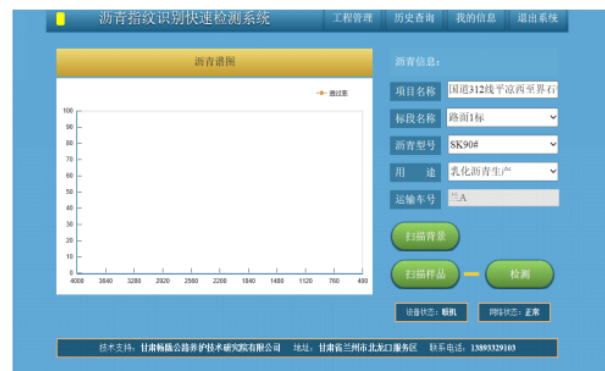 沥青指纹识别快速检测系统 工程管理 历史查询 我的信息 退出系统
沥青谱图
透过率
100
90
80
70
60
50
40
30
20
10
0
4000 3640 3280 2920 2560 2200 1840 1480 1120 760 400
沥青信息：
项目名称 国道312线平凉西至界石
标段名称 路面1标
沥青型号 SK90#
用 途 乳化沥青生产
运输车号 兰A
扫描背景
扫描样品 检测
设备状态：联机 网络状态：正常
技术支持：甘肃畅陇公路养护技术研究院有限公司 地址：甘肃省兰州市北龙口服务区 联系电话：13893329103